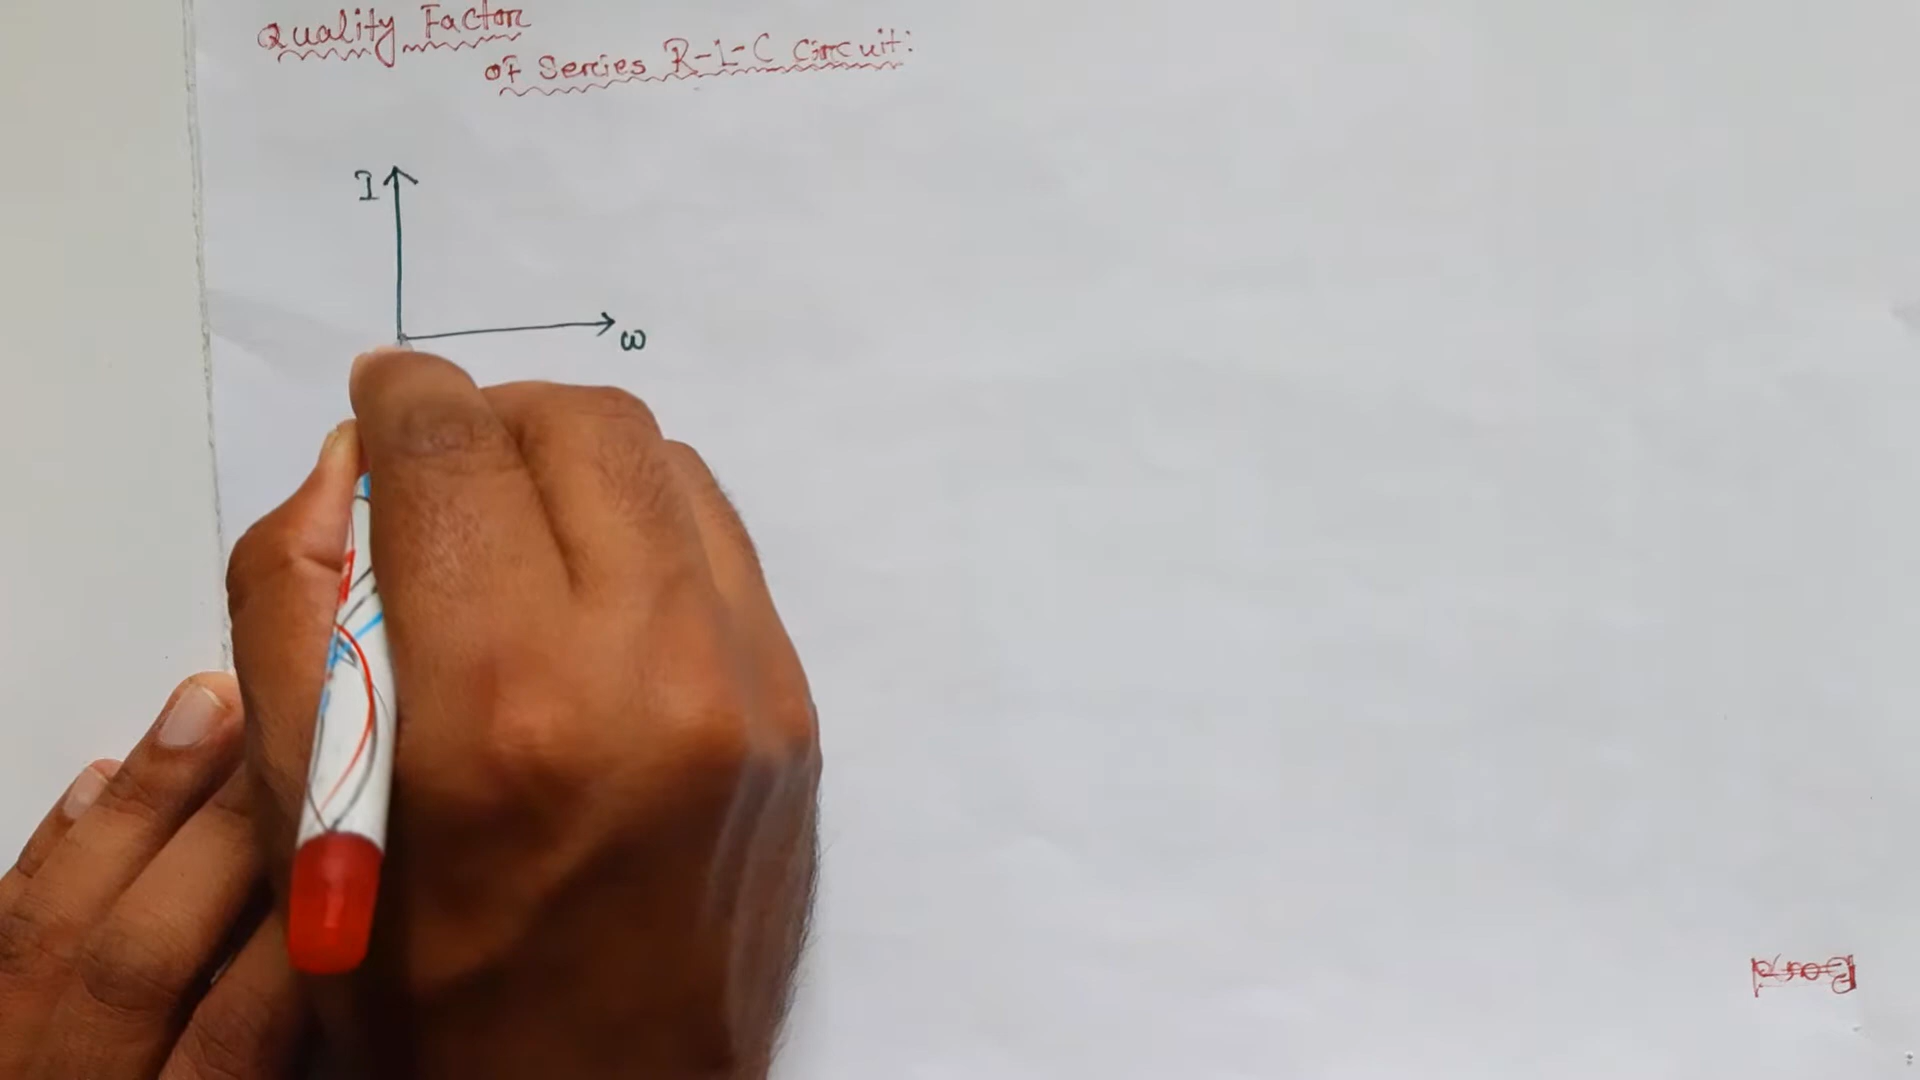 Quality Factor
of Series R-L-C Circuit:
I
ω